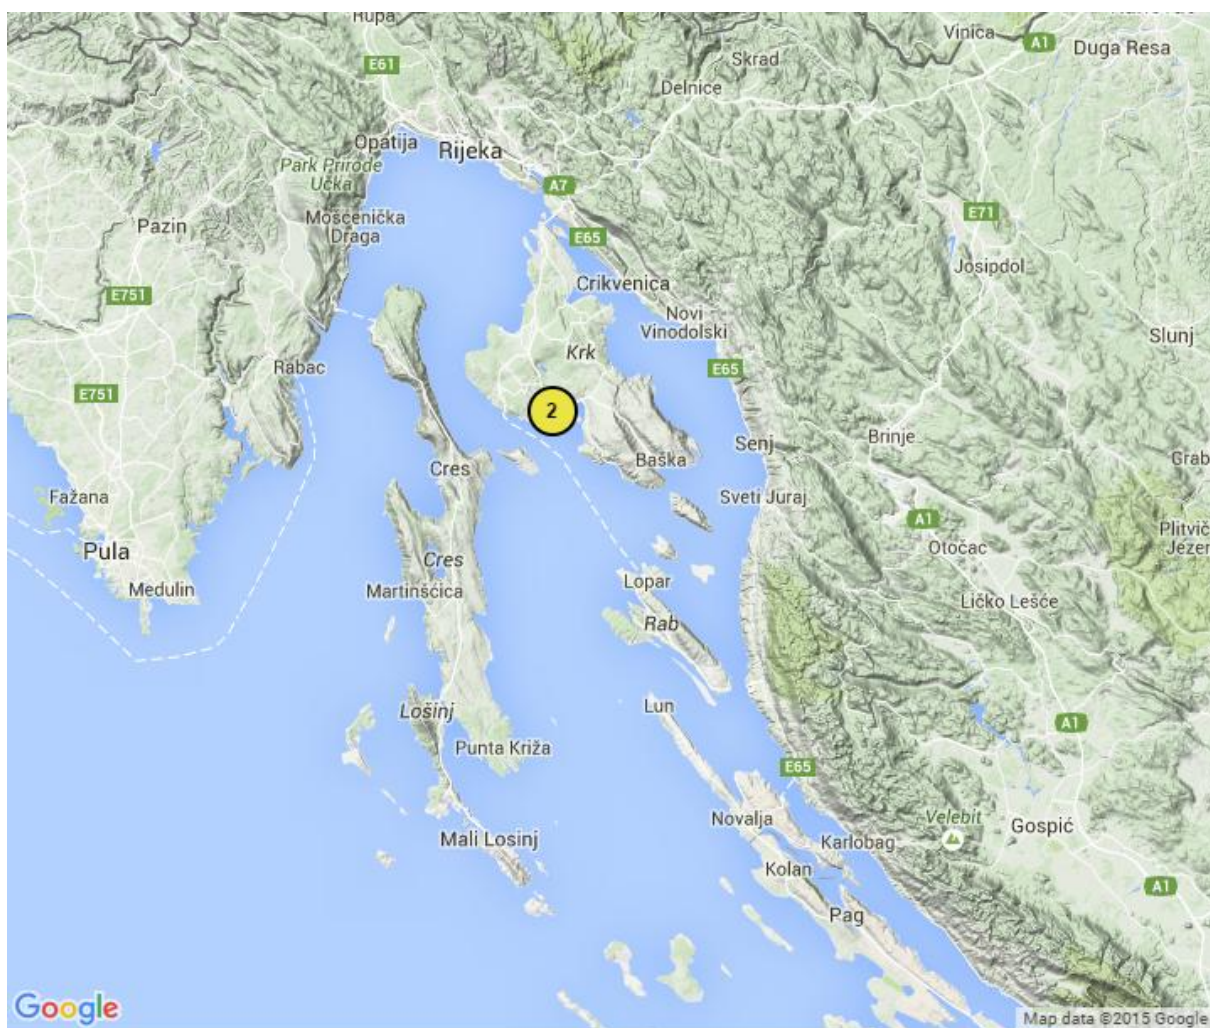 Rupa
Vinica
A1
Duga Resa
E61
Skrad
Delnice
Opatija
Rijeka
Park Prirode
Učka
A7
Pazin
Mošćenička
Draga
E71
E65
Josipdol
Crikvenica
E751
Novi
Vinodolski
Slunj
Krk
Rabac
E65
E751
2
Senj
Brinje
Baška
Cres
Grab
Fažana
Sveti Juraj
A1
Plitvič
Jezer
Pula
Otočac
Cres
Medulin
Martinšćica
Lopar
Ličko Lešće
Rab
Lošinj
Lun
A1
Punta Križa
E65
Novalja
Velebit
Gospić
Mali Losinj
Karlobag
Kolan
A1
Pag
Google
Map data ©2015 Google